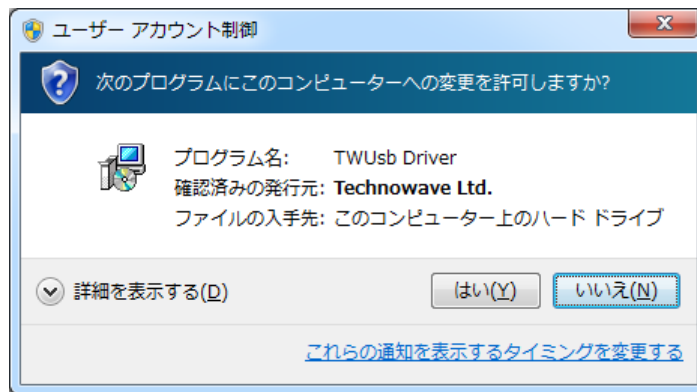 ユーザー アカウント制御
次のプログラムにこのコンピューターへの変更を許可しますか?
プログラム名: TWUsb Driver
確認済みの発行元: Technowave Ltd.
ファイルの入手先: このコンピューター上のハード ドライブ
詳細を表示する(D) はい(Y) いいえ(N)
これらの通知を表示するタイミングを変更する